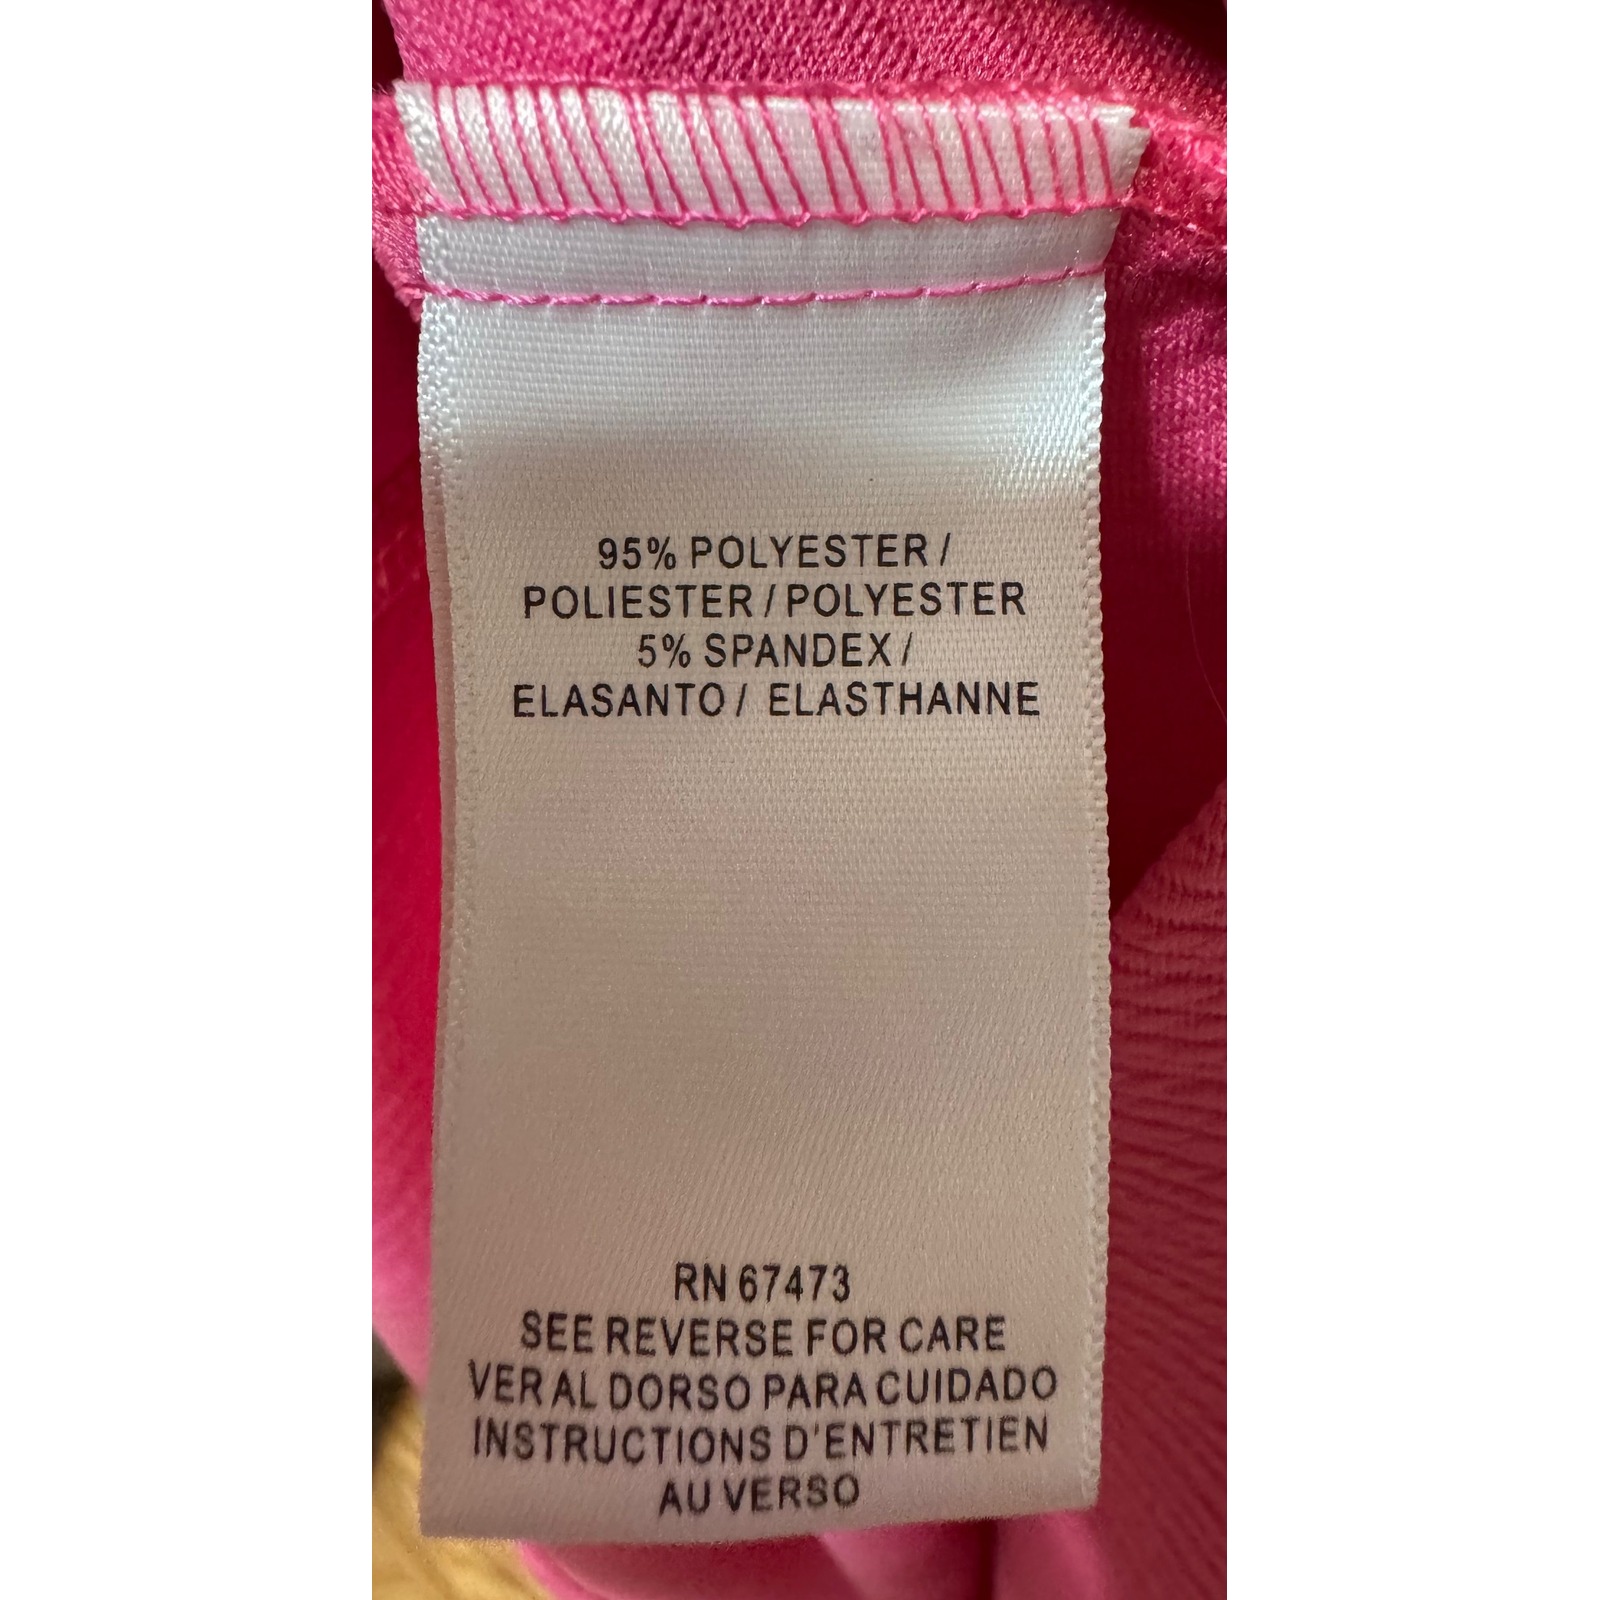 95% POLYESTER /
POLIESTER / POLYESTER
5% SPANDEX /
ELASANTO / ELASTHANNE
RN 67473
SEE REVERSE FOR CARE
VER AL DORSO PARA CUIDADO
INSTRUCTIONS D'ENTRETIEN
AU VERSO